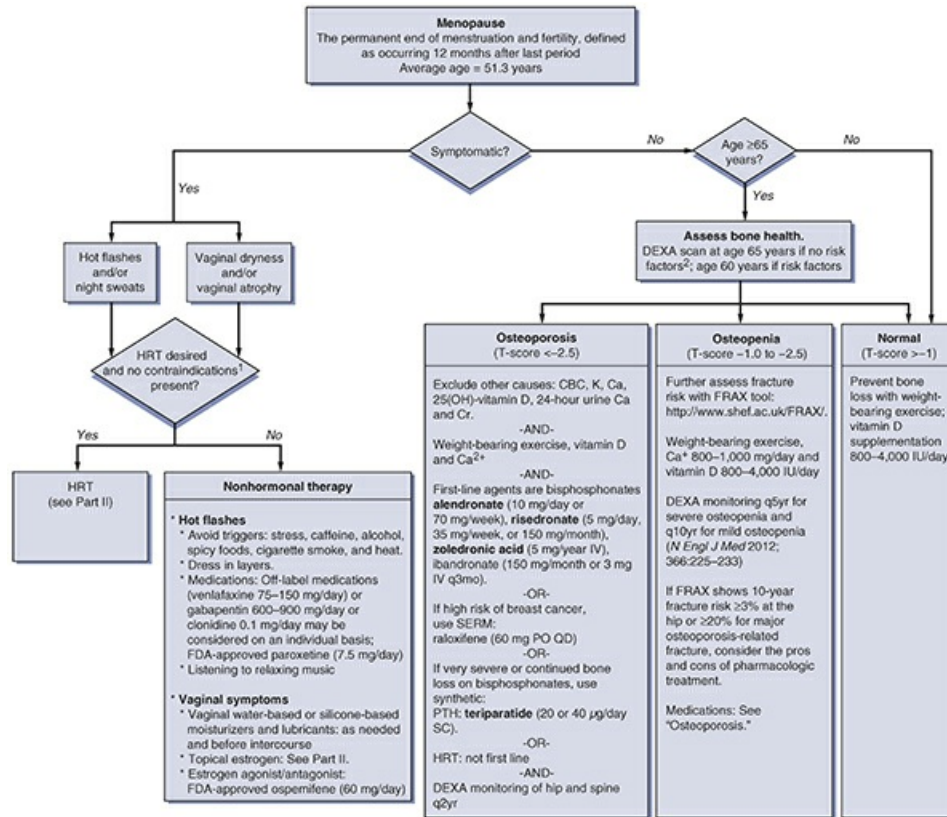 Menopause
The permanent end of menstruation and fertility, defined
as occurring 12 months after last period
Average age = 51.3 years
Symptomatic?
No
Age ≥65
years?
No
Yes
Yes
Hot flashes
and/or
night sweats
Vaginal dryness
and/or
vaginal atrophy
Assess bone health.
DEXA scan at age 65 years if no risk
factors2; age 60 years if risk factors
HRT desired
and no contraindications1
present?
Yes
No
HRT
(see Part II)
Nonhormonal therapy
* Hot flashes
* Avoid triggers: stress, caffeine, alcohol,
spicy foods, cigarette smoke, and heat.
* Dress in layers.
* Medications: Off-label medications
(venlafaxine 75–150 mg/day) or
gabapentin 600–900 mg/day or
clonidine 0.1 mg/day may be
considered on an individual basis;
FDA-approved paroxetine (7.5 mg/day)
* Listening to relaxing music
* Vaginal symptoms
* Vaginal water-based or silicone-based
moisturizers and lubricants: as needed
and before intercourse
* Topical estrogen: See Part II.
* Estrogen agonist/antagonist:
FDA-approved ospemifene (60 mg/day)
Osteoporosis
(T-score <–2.5)
Exclude other causes: CBC, K, Ca,
25(OH)-vitamin D, 24-hour urine Ca
and Cr.
-AND-
Weight-bearing exercise, vitamin D
and Ca2+
-AND-
First-line agents are bisphosphonates
alendronate (10 mg/day or
70 mg/week), risedronate (5 mg/day,
35 mg/week, or 150 mg/month),
zoledronic acid (5 mg/year IV),
ibandronate (150 mg/month or 3 mg
IV q3mo).
-OR-
If high risk of breast cancer,
use SERM:
raloxifene (60 mg PO QD)
-OR-
If very severe or continued bone
loss on bisphosphonates, use
synthetic:
PTH: teriparatide (20 or 40 µg/day
SC).
-OR-
HRT: not first line
-AND-
DEXA monitoring of hip and spine
q2yr
Osteopenia
(T-score –1.0 to –2.5)
Further assess fracture
risk with FRAX tool:
http://www.shef.ac.uk/FRAX/.
Weight-bearing exercise,
Ca+ 800–1,000 mg/day and
vitamin D 800–4,000 IU/day
DEXA monitoring q5yr for
severe osteopenia and
q10yr for mild osteopenia
(N Engl J Med 2012;
366:225–233)
If FRAX shows 10-year
fracture risk ≥3% at the
hip or ≥20% for major
osteoporosis-related
fracture, consider the pros
and cons of pharmacologic
treatment.
Medications: See
"Osteoporosis."
Normal
(T-score >–1)
Prevent bone
loss with weight-
bearing exercise;
vitamin D
supplementation
800–4,000 IU/day